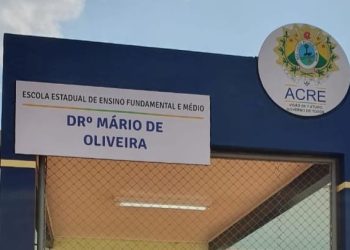 ESCOLA ESTADUAL DE ENSINO FUNDAMENTAL E MÉDIO
DRº MÁRIO DE
OLIVEIRA
ACRE